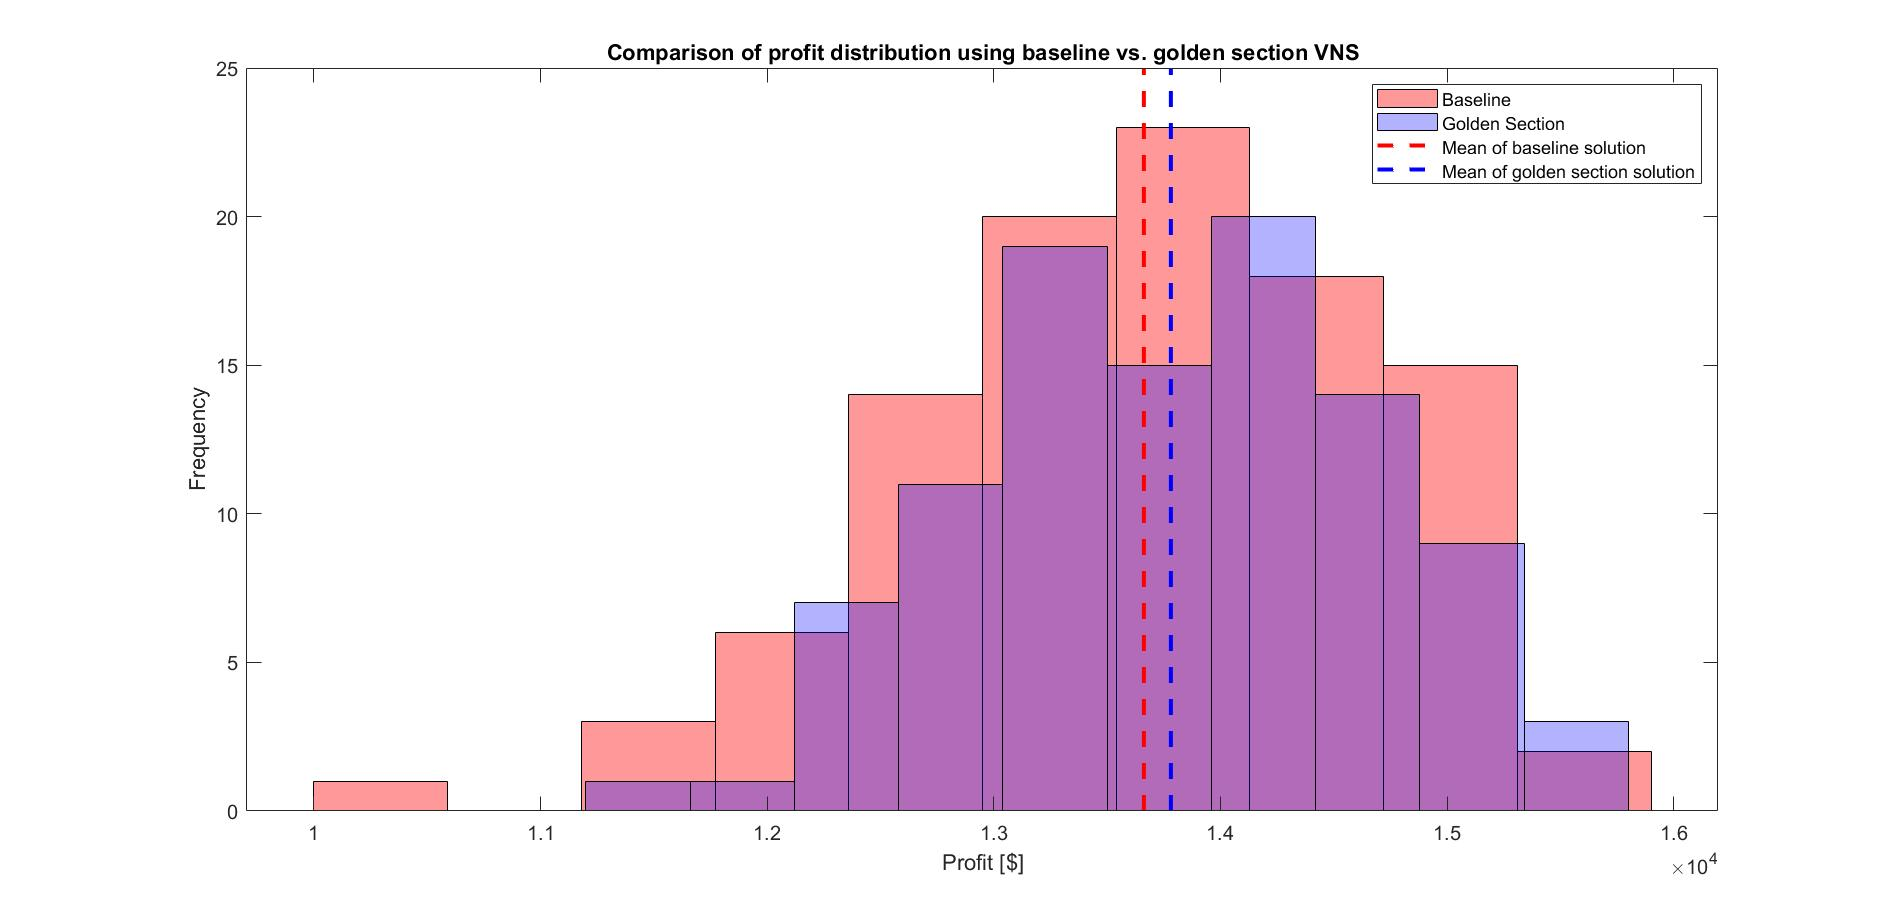 Comparison of profit distribution using baseline vs. golden section VNS
25
20
15
10
5
0
Frequency
Baseline
Golden Section
Mean of baseline solution
Mean of golden section solution
1 1.1 1.2 1.3 1.4 1.5 1.6
×10⁴
Profit [$]